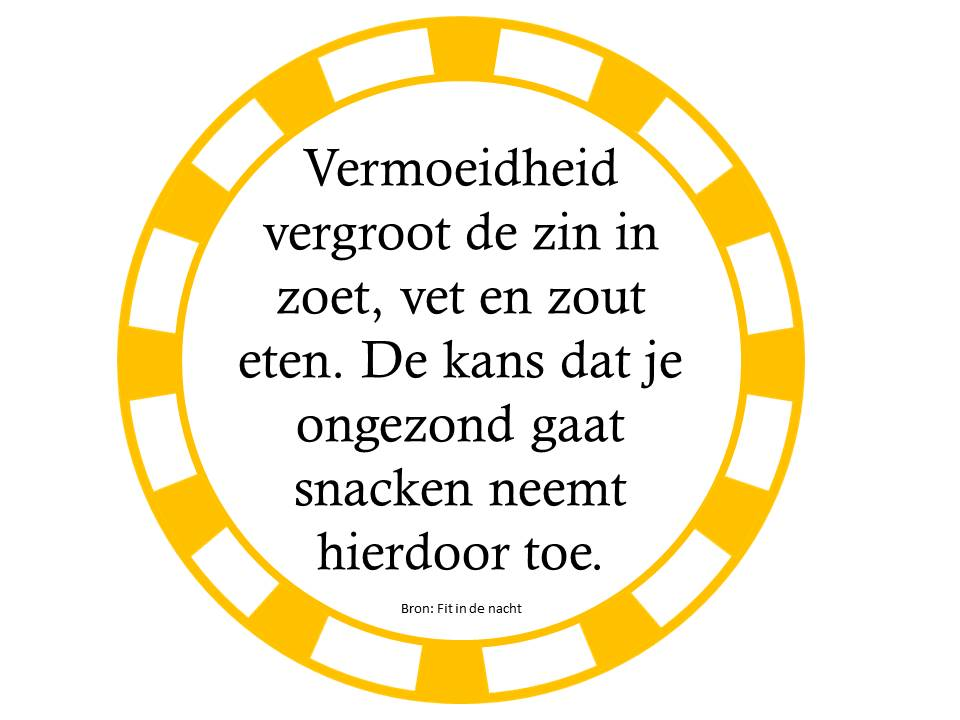 Vermoeidheid
vergroot de zin in
zoet, vet en zout
eten. De kans dat je
ongezond gaat
snacken neemt
hierdoor toe.
Bron: Fit in de nacht